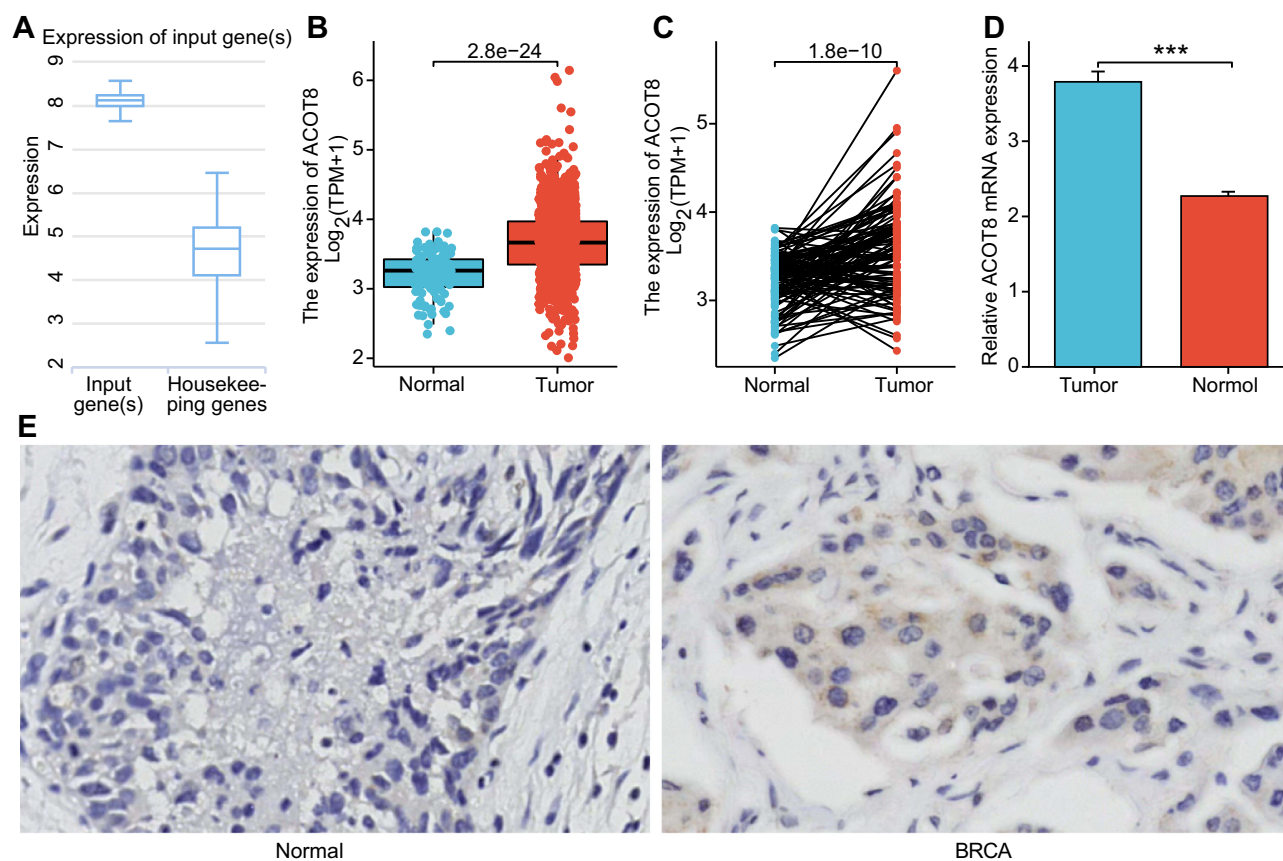 A
Expression of input gene(s)
Expression
9
8
7
6
5
4
3
2
Input
gene(s)
Housekee-
ping genes
B
2.8e−24
The expression of ACOT8
Log2(TPM+1)
6
5
4
3
2
Normal
Tumor
C
1.8e−10
The expression of ACOT8
Log2(TPM+1)
5
4
3
Normal
Tumor
D
***
Relative ACOT8 mRNA expression
4
3
2
1
0
Tumor
Normol
E
Normal
BRCA